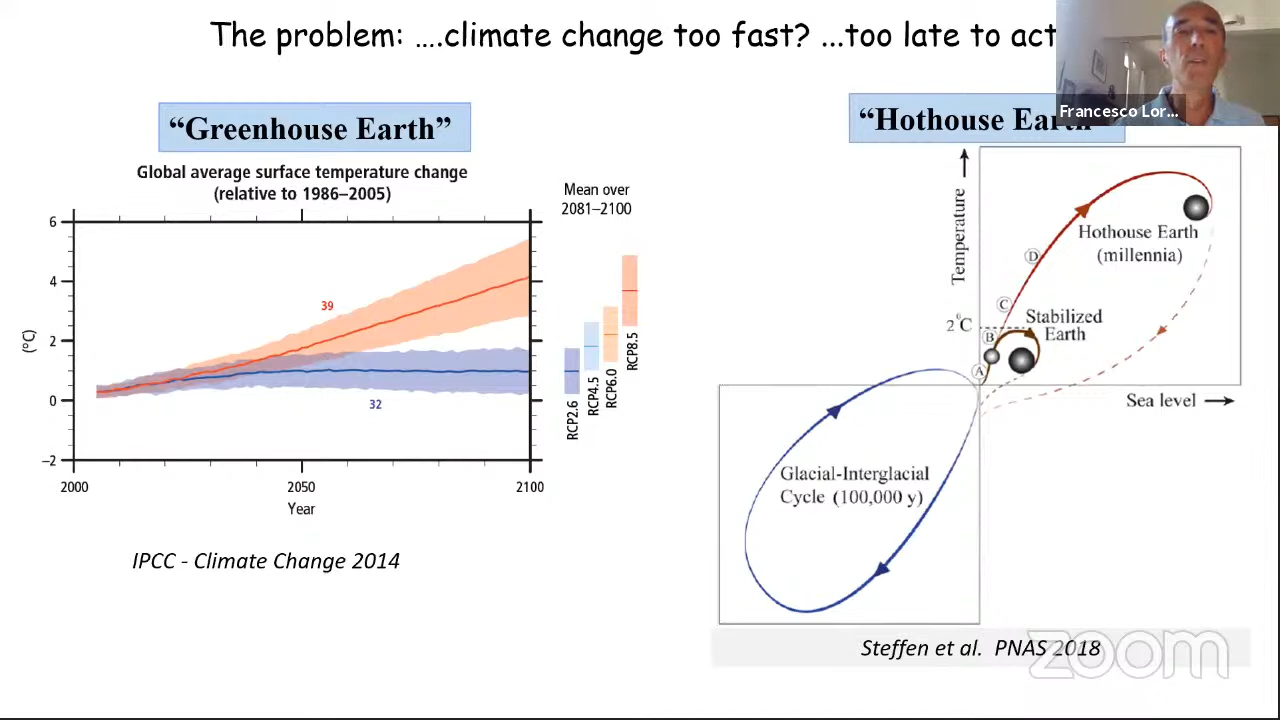 The problem: ....climate change too fast? ...too late to act
Francesco Lor...
“Greenhouse Earth”
Global average surface temperature change
(relative to 1986–2005)
Mean over
2081–2100
6
4
2
0
−2
(°C)
39
32
2000
2050
2100
Year
RCP2.6
RCP4.5
RCP6.0
RCP8.5
IPCC - Climate Change 2014
“Hothouse Earth
Temperature
Hothouse Earth
(millennia)
D
C
Stabilized
Earth
2°C
B
A
Sea level
Glacial-Interglacial
Cycle (100,000 y)
Steffen et al. PNAS 2018
zoom